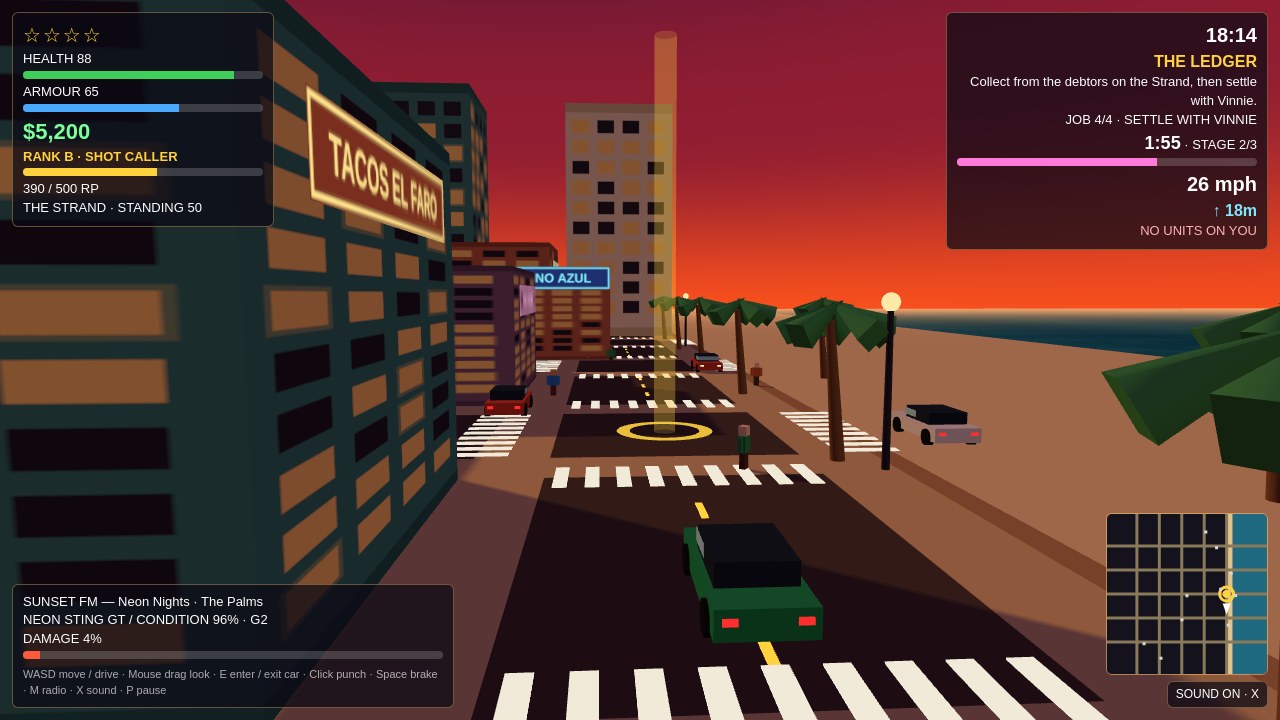 ☆☆☆☆
HEALTH 88
ARMOUR 65
$5,200
RANK B · SHOT CALLER
390 / 500 RP
THE STRAND · STANDING 50
18:14
THE LEDGER
Collect from the debtors on the Strand, then settle
with Vinnie.
JOB 4/4 · SETTLE WITH VINNIE
1:55 · STAGE 2/3
26 mph
↑ 18m
NO UNITS ON YOU
TACOS EL FARO
NO AZUL
SUNSET FM — Neon Nights · The Palms
NEON STING GT / CONDITION 96% · G2
DAMAGE 4%
WASD move / drive · Mouse drag look · E enter / exit car · Click punch · Space brake
· M radio · X sound · P pause
SOUND ON · X